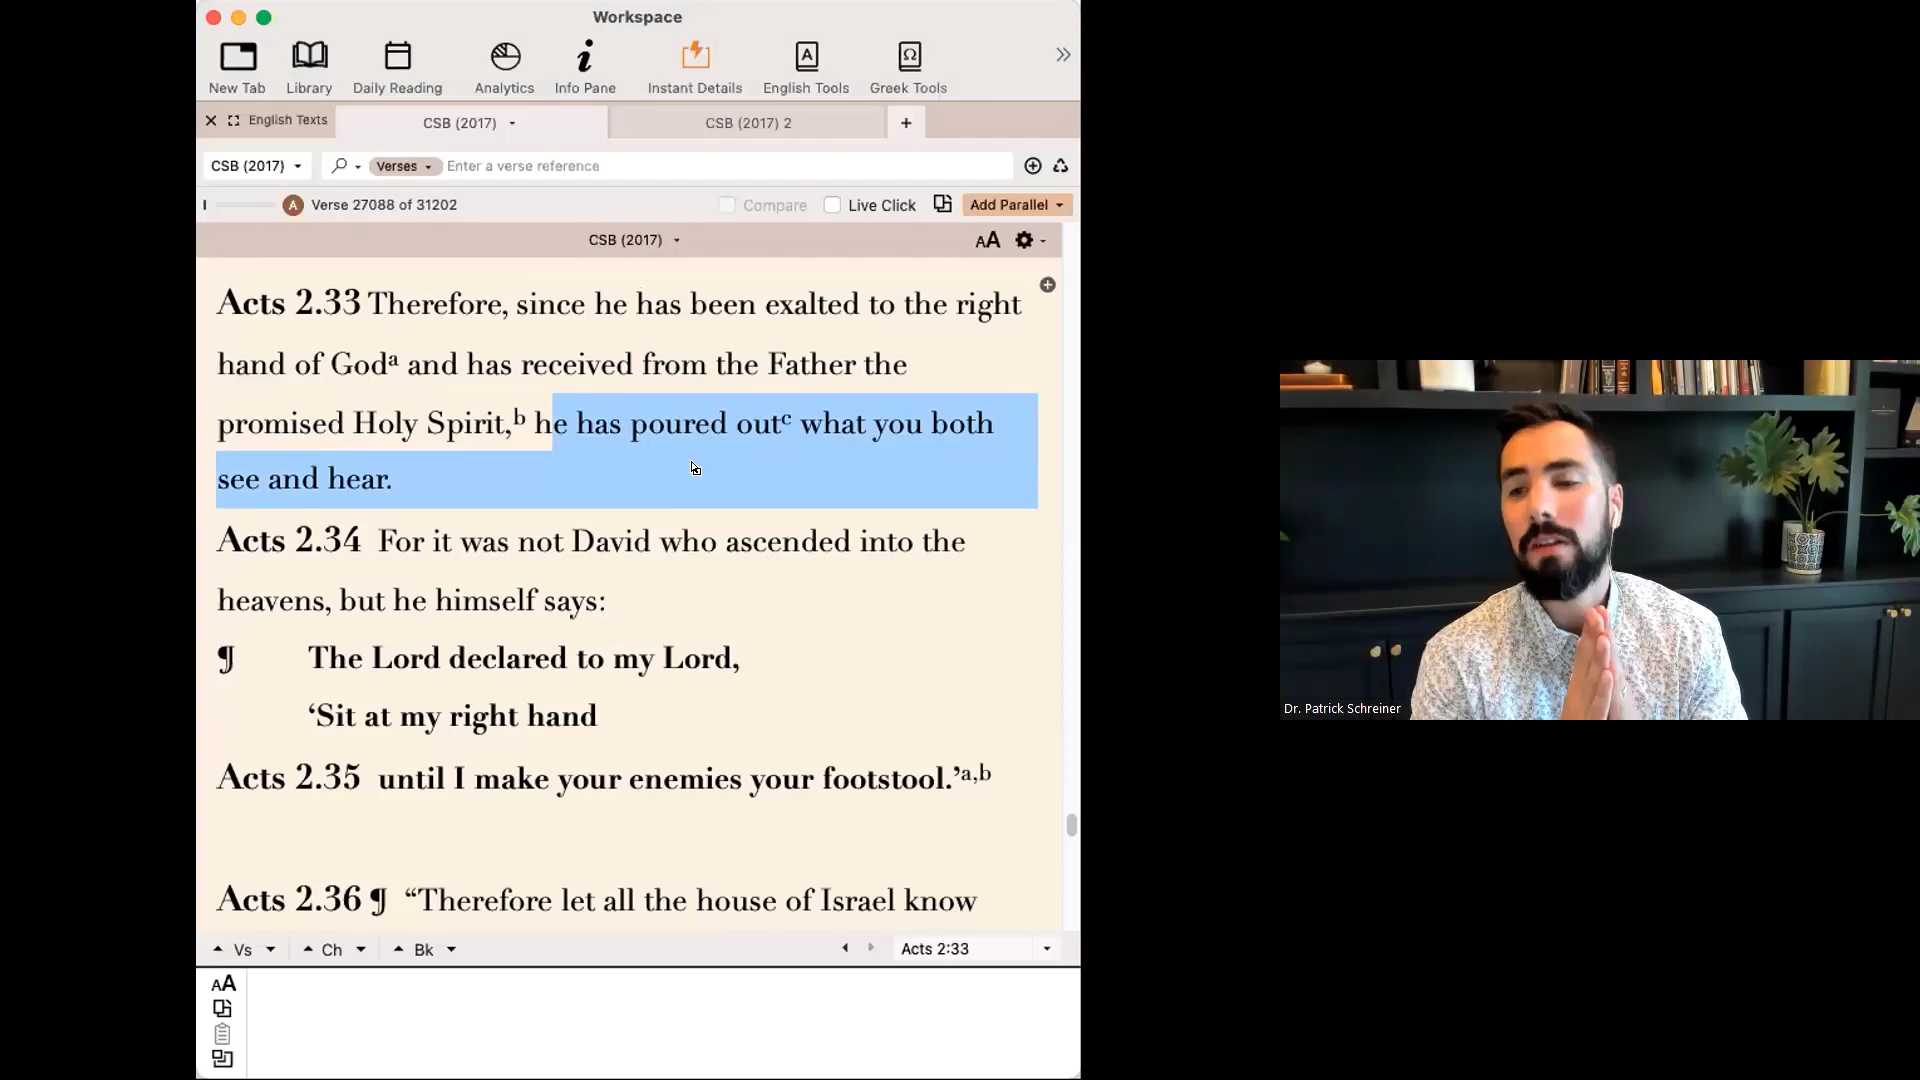 Workspace
New Tab
Library
Daily Reading
Analytics
Info Pane
Instant Details
English Tools
Greek Tools
English Texts
CSB (2017)
CSB (2017) 2
CSB (2017)
Verses
Enter a verse reference
A
Verse 27088 of 31202
Compare
Live Click
Add Parallel
CSB (2017)
AA
Acts 2.33 Therefore, since he has been exalted to the right
hand of Godᵃ and has received from the Father the
promised Holy Spirit,ᵇ he has poured outᶜ what you both
see and hear.
Acts 2.34 For it was not David who ascended into the
heavens, but he himself says:
¶ The Lord declared to my Lord,
‘Sit at my right hand
Acts 2.35 until I make your enemies your footstool.’ᵃ,ᵇ
Acts 2.36 ¶ “Therefore let all the house of Israel know
Vs
Ch
Bk
Acts 2:33
AA
Dr. Patrick Schreiner